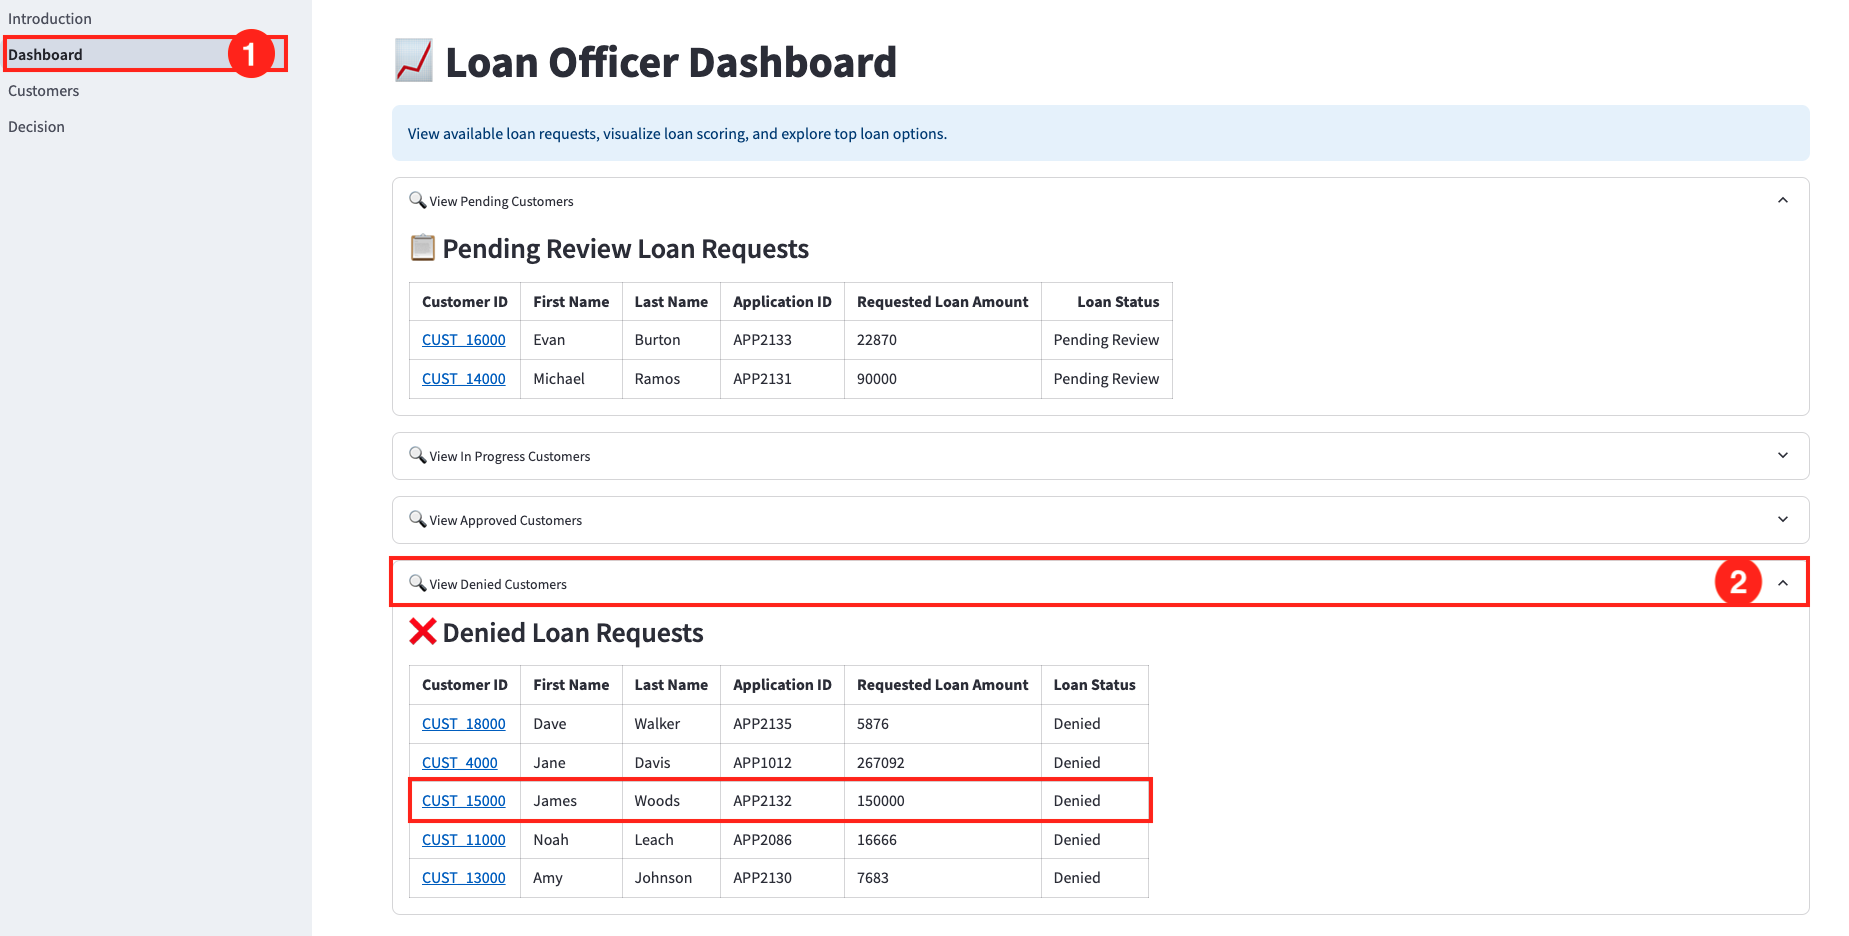 Introduction
Dashboard 1
Customers
Decision
Loan Officer Dashboard
View available loan requests, visualize loan scoring, and explore top loan options.
View Pending Customers
Pending Review Loan Requests
Customer ID First Name Last Name Application ID Requested Loan Amount Loan Status
CUST_16000 Evan Burton APP2133 22870 Pending Review
CUST_14000 Michael Ramos APP2131 90000 Pending Review
View In Progress Customers
View Approved Customers
View Denied Customers 2
Denied Loan Requests
Customer ID First Name Last Name Application ID Requested Loan Amount Loan Status
CUST_18000 Dave Walker APP2135 5876 Denied
CUST_4000 Jane Davis APP1012 267092 Denied
CUST_15000 James Woods APP2132 150000 Denied
CUST_11000 Noah Leach APP2086 16666 Denied
CUST_13000 Amy Johnson APP2130 7683 Denied